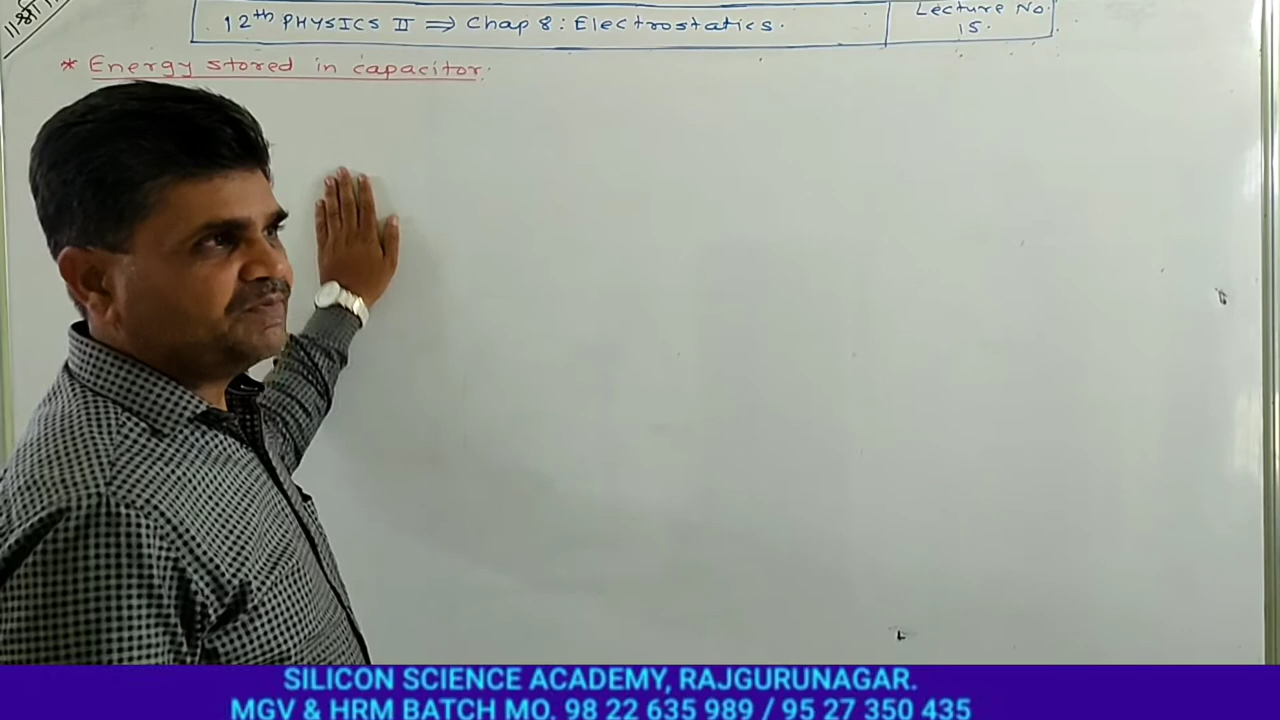 ॥श्री॥
12th PHYSICS II ⇒ Chap 8: Electrostatics.
Lecture No.
15.
* Energy stored in capacitor.
SILICON SCIENCE ACADEMY, RAJGURUNAGAR.
MGV & HRM BATCH MO. 98 22 635 989 / 95 27 350 435